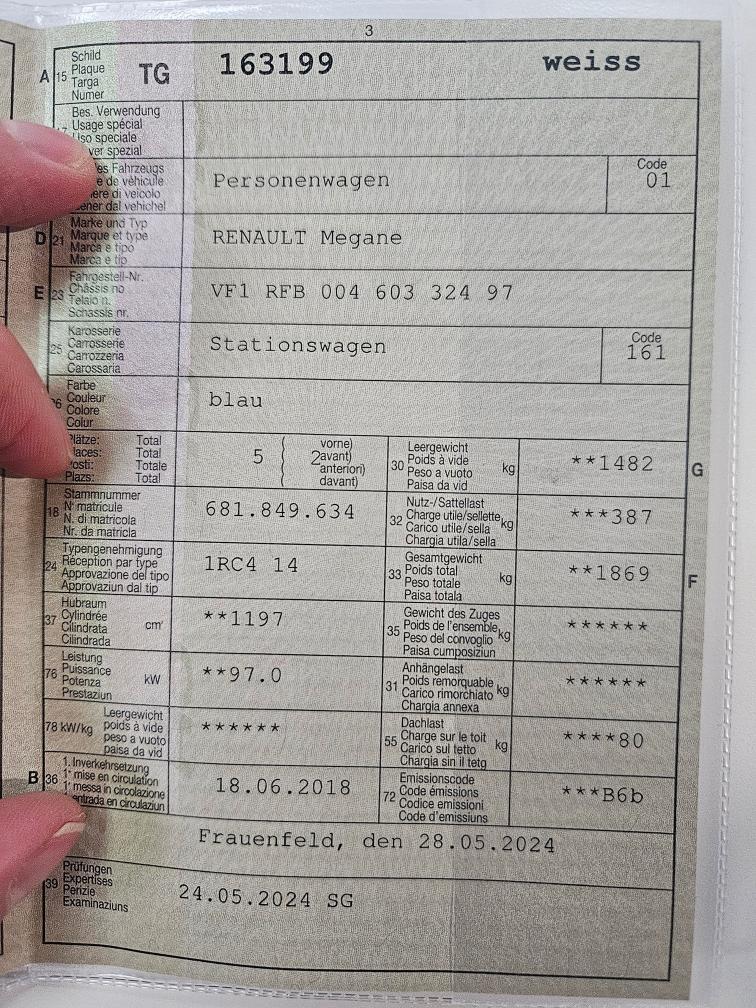 3
A 15 Schild
Plaque
Targa
Numer
TG 163199 weiss
Bes. Verwendung
Usage spécial
Uso speciale
ver spezial
es Fahrzeugs
e de véhicule
ere di veicolo
ener dal vehichel
Personenwagen
Code
01
D 21 Marke und Typ
Marque et type
Marca e tipo
Marca e tip
RENAULT Megane
E 23 Fahrgestell-Nr.
Châssis no
Telaio n.
Schassis nr.
VF1 RFB 004 603 324 97
25 Karosserie
Carrosserie
Carrozzeria
Carossaria
Stationswagen
Code
161
6 Farbe
Couleur
Colore
Colur
blau
lätze: Total
laces: Total
osti: Totale
Plazs: Total
5 ( 2 vorne)
avant)
anteriori)
davant)
30 Leergewicht
Poids à vide
Peso a vuoto
Paisa da vid
kg **1482 G
18 Stammnummer
N° matricule
N. di matricola
Nr. da matricla
681.849.634
32 Nutz-/Sattellast
Charge utile/sellette
Carico utile/sella
Chargia utila/sella
kg ***387
24 Typengenehmigung
Réception par type
Approvazione del tipo
Approvaziun dal tip
1RC4 14
33 Gesamtgewicht
Poids total
Peso totale
Paisa totala
kg **1869 F
37 Hubraum
Cylindrée
Cilindrata
Cilindrada
cm³ **1197
35 Gewicht des Zuges
Poids de l'ensemble
Peso del convoglio
Paisa cumposiziun
kg ******
76 Leistung
Puissance
Potenza
Prestaziun
kW **97.0
31 Anhängelast
Poids remorquable
Carico rimorchiato
Chargia annexa
kg ******
78 kW/kg Leergewicht
poids à vide
peso a vuoto
paisa da vid
******
55 Dachlast
Charge sur le toit
Carico sul tetto
Chargia sin il tetg
kg ****80
B 36 1. Inverkehrsetzung
1re mise en circulation
1a messa in circolazione
entrada en circulaziun
18.06.2018
72 Emissionscode
Code émissions
Codice emissioni
Code d'emissiuns
***B6b
Frauenfeld, den 28.05.2024
39 Prüfungen
Expertises
Perizie
Examinaziuns
24.05.2024 SG